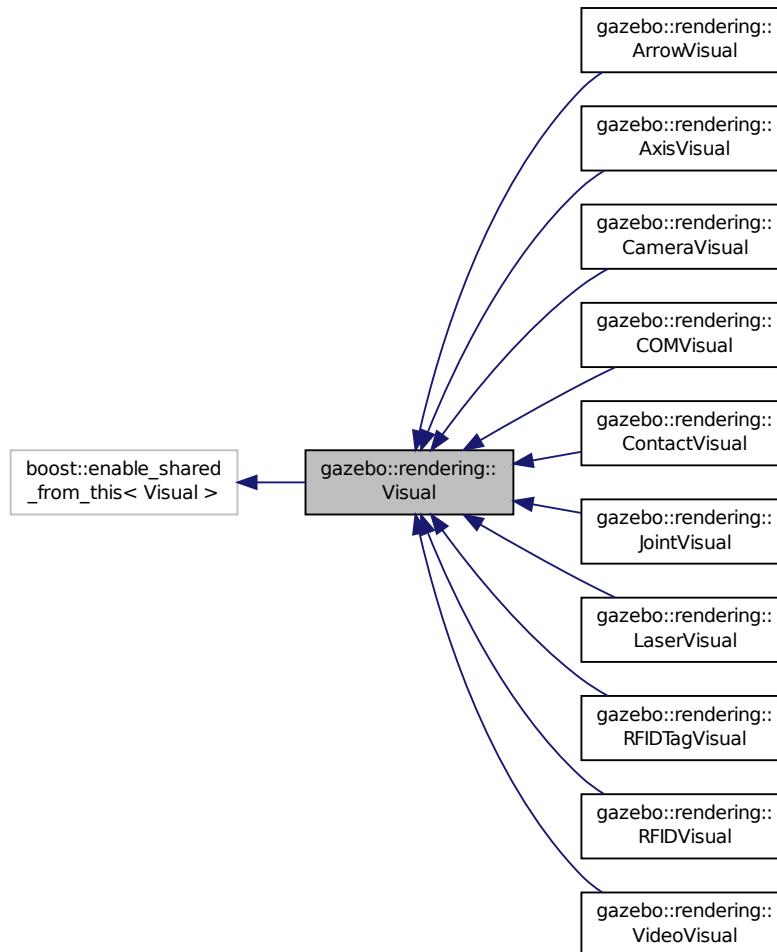 gazebo::rendering::
ArrowVisual
gazebo::rendering::
AxisVisual
gazebo::rendering::
CameraVisual
gazebo::rendering::
COMVisual
gazebo::rendering::
ContactVisual
boost::enable_shared
_from_this< Visual >
gazebo::rendering::
Visual
gazebo::rendering::
JointVisual
gazebo::rendering::
LaserVisual
gazebo::rendering::
RFIDTagVisual
gazebo::rendering::
RFIDVisual
gazebo::rendering::
VideoVisual